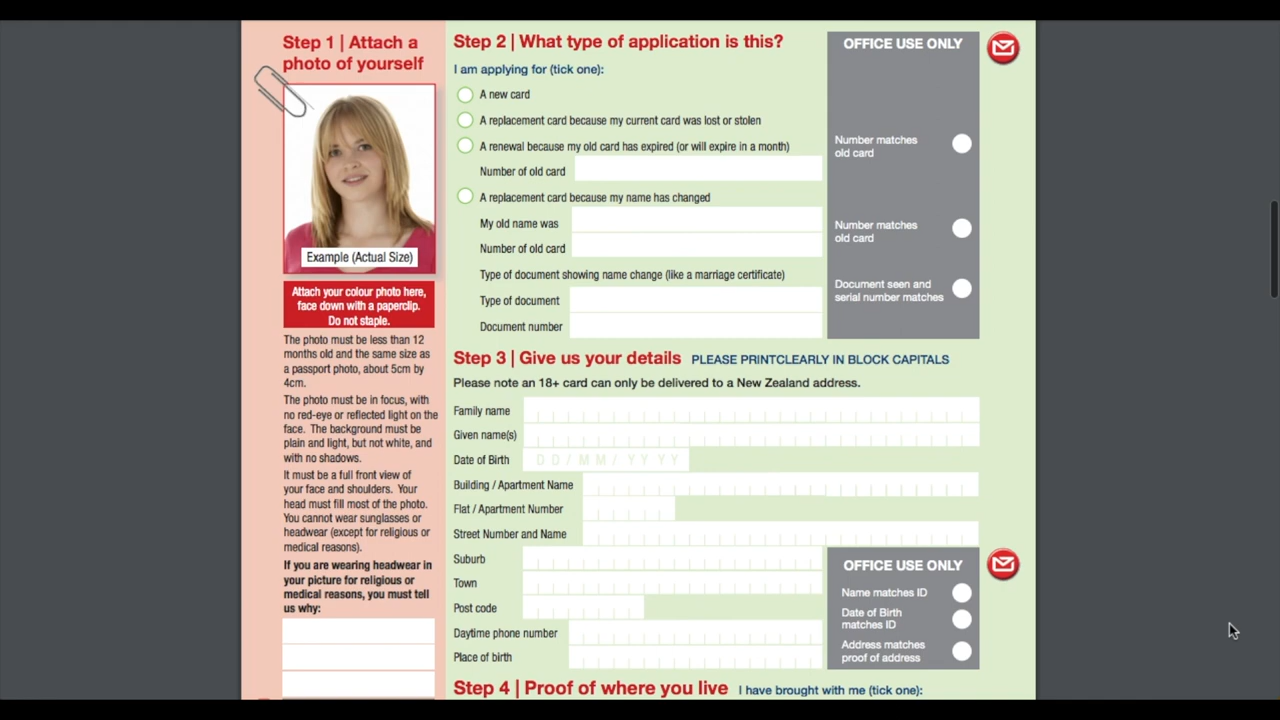 Step 1 | Attach a
photo of yourself
Example (Actual Size)
Attach your colour photo here,
face down with a paperclip.
Do not staple.
The photo must be less than 12
months old and the same size as
a passport photo, about 5cm by
4cm.
The photo must be in focus, with
no red-eye or reflected light on the
face. The background must be
plain and light, but not white, and
with no shadows.
It must be a full front view of
your face and shoulders. Your
head must fill most of the photo.
You cannot wear sunglasses or
headwear (except for religious or
medical reasons).
If you are wearing headwear in
your picture for religious or
medical reasons, you must tell
us why:
Step 2 | What type of application is this?
I am applying for (tick one):
A new card
A replacement card because my current card was lost or stolen
A renewal because my old card has expired (or will expire in a month)
Number of old card
A replacement card because my name has changed
My old name was
Number of old card
Type of document showing name change (like a marriage certificate)
Type of document
Document number
OFFICE USE ONLY
Number matches
old card
Number matches
old card
Document seen and
serial number matches
Step 3 | Give us your details PLEASE PRINTCLEARLY IN BLOCK CAPITALS
Please note an 18+ card can only be delivered to a New Zealand address.
Family name
Given name(s)
Date of Birth DD/MM/YYYY
Building / Apartment Name
Flat / Apartment Number
Street Number and Name
Suburb
Town
Post code
Daytime phone number
Place of birth
OFFICE USE ONLY
Name matches ID
Date of Birth
matches ID
Address matches
proof of address
Step 4 | Proof of where you live I have brought with me (tick one):